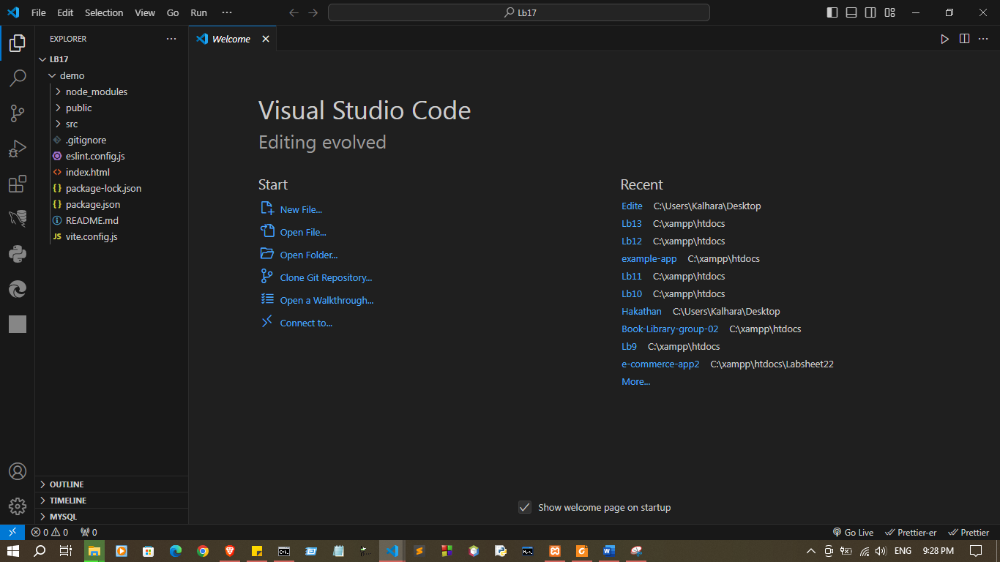 File Edit Selection View Go Run ···
Lb17
EXPLORER
LB17
demo
node_modules
public
src
.gitignore
eslint.config.js
index.html
package-lock.json
package.json
README.md
JS vite.config.js
OUTLINE
TIMELINE
MYSQL
Welcome
Visual Studio Code
Editing evolved
Start
New File...
Open File...
Open Folder...
Clone Git Repository...
Open a Walkthrough...
Connect to...
Recent
Edite C:\Users\Kalhara\Desktop
Lb13 C:\xampp\htdocs
Lb12 C:\xampp\htdocs
example-app C:\xampp\htdocs
Lb11 C:\xampp\htdocs
Lb10 C:\xampp\htdocs
Hakathan C:\Users\Kalhara\Desktop
Book-Library-group-02 C:\xampp\htdocs
Lb9 C:\xampp\htdocs
e-commerce-app2 C:\xampp\htdocs\Labsheet22
More...
Show welcome page on startup
0 0 0 Go Live Prettier-er Prettier
ENG 9:28 PM